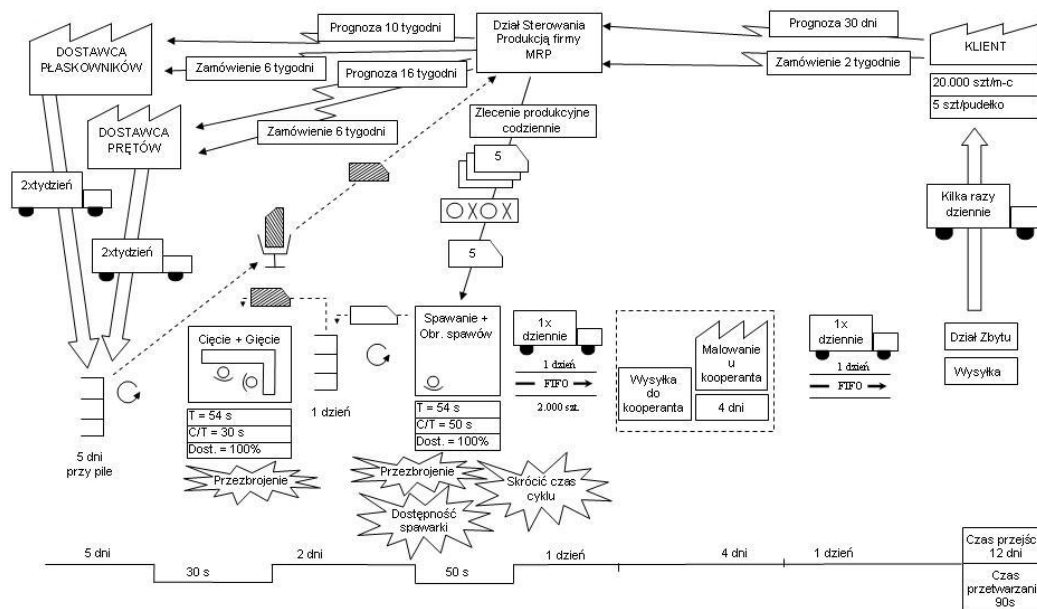 DOSTAWCA
PŁASKOWNIKÓW
Prognoza 10 tygodni
Zamówienie 6 tygodni
Dział Sterowania
Produkcją firmy
MRP
Prognoza 30 dni
Zamówienie 2 tygodnie
KLIENT
20.000 szt/m-c
5 szt/pudełko
DOSTAWCA
PRĘTÓW
Prognoza 16 tygodni
Zamówienie 6 tygodni
Zlecenie produkcyjne
codziennie
5
OXOX
5
2xtydzień
2xtydzień
Kilka razy
dziennie
Cięcie + Gięcie
T = 54 s
C/T = 30 s
Dost. = 100%
Przezbrojenie
5 dni
przy pile
1 dzień
Spawanie +
Obr. spawów
T = 54 s
C/T = 50 s
Dost. = 100%
Przezbrojenie
Dostępność
spawarki
Skrócić czas
cyklu
1x
dziennie
1 dzień
FIFO
2.000 szt.
Wysyłka
do
kooperanta
Malowanie
u
kooperanta
4 dni
1x
dziennie
1 dzień
FIFO
Dział Zbytu
Wysyłka
5 dni
30 s
2 dni
50 s
1 dzień
4 dni
1 dzień
Czas przejśc
12 dni
Czas
przetwarzani
90s